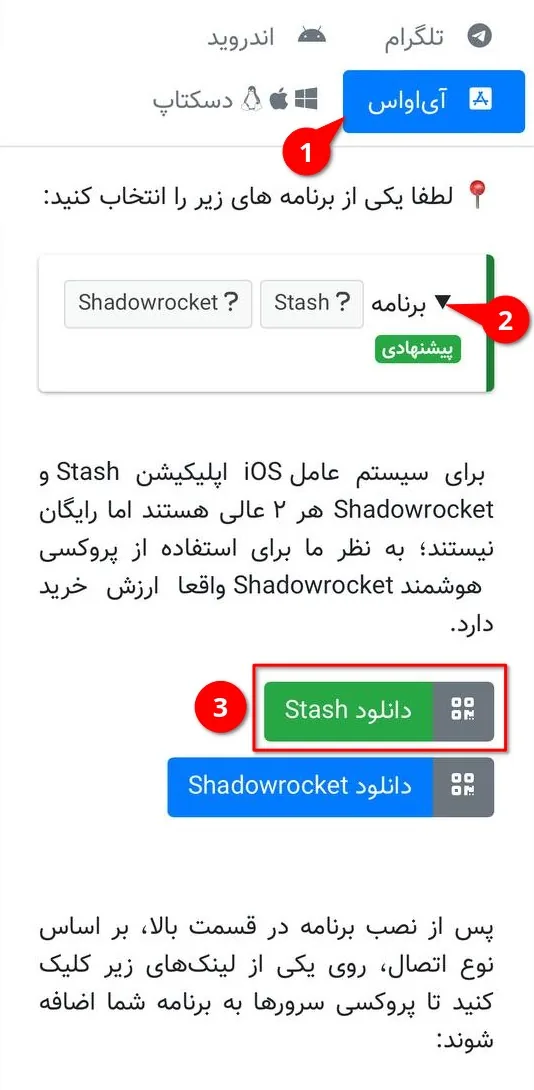 تلگرام
اندروید
آی‌اواس
دسکتاپ
1
لطفا یکی از برنامه های زیر را انتخاب کنید:
برنامه Stash ? Shadowrocket ?
2
پیشنهادی
برای سیستم عامل iOS اپلیکیشن Stash و
Shadowrocket هر ۲ عالی هستند اما رایگان
نیستند؛ به نظر ما برای استفاده از پروکسی
هوشمند Shadowrocket واقعا ارزش خرید
دارد.
دانلود Stash
3
دانلود Shadowrocket
پس از نصب برنامه در قسمت بالا، بر اساس
نوع اتصال، روی یکی از لینک‌های زیر کلیک
کنید تا پروکسی سرورها به برنامه شما اضافه
شوند: